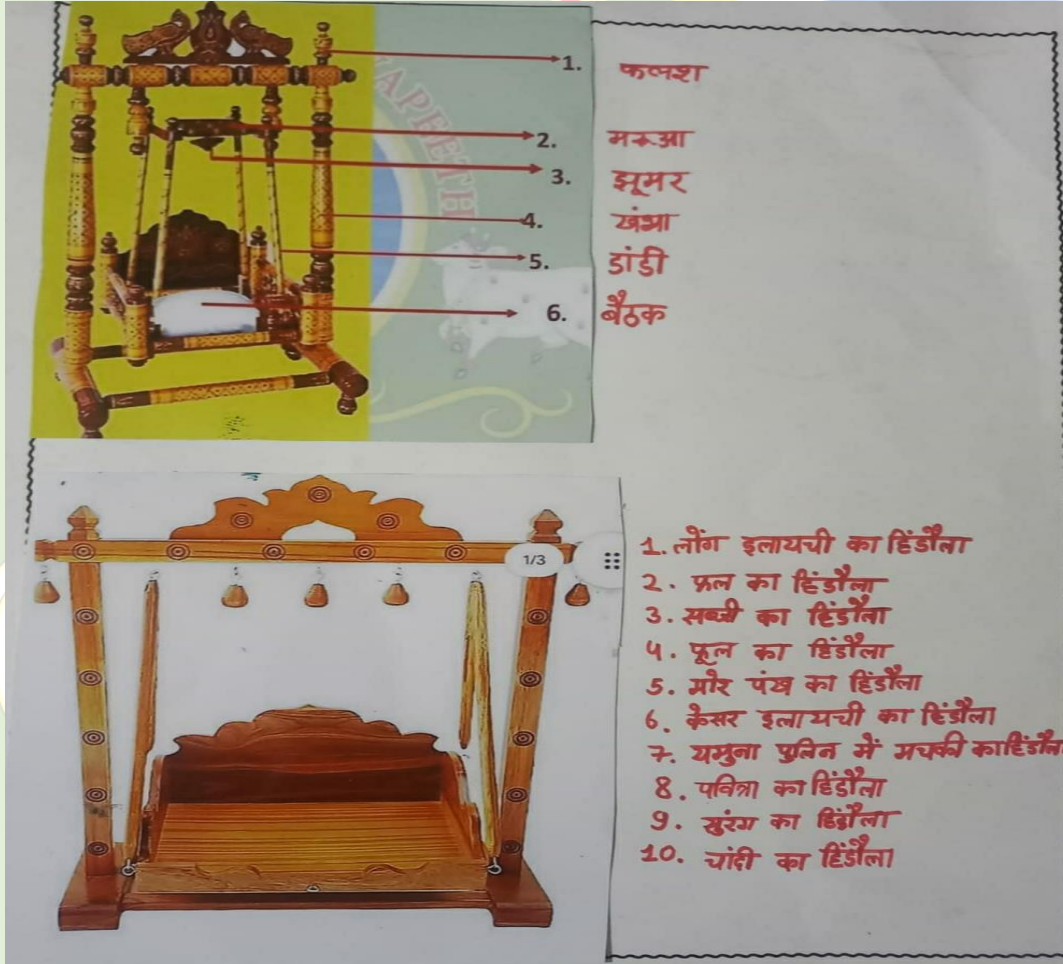 1. कलश
2. मरुआ
3. झूमर
4. खंभा
5. डांडी
6. बैठक
APEETH
1/3
1. लोंग इलायची का हिंडौला
2. फल का हिंडौला
3. सब्जी का हिंडौला
4. फूल का हिंडौला
5. मोर पंख का हिंडौला
6. केसर इलायची का हिंडौला
7. यमुना पुलिन में मचकी का हिंडौला
8. पवित्रा का हिंडौला
9. सुरंग का हिंडौला
10. चांदी का हिंडौला